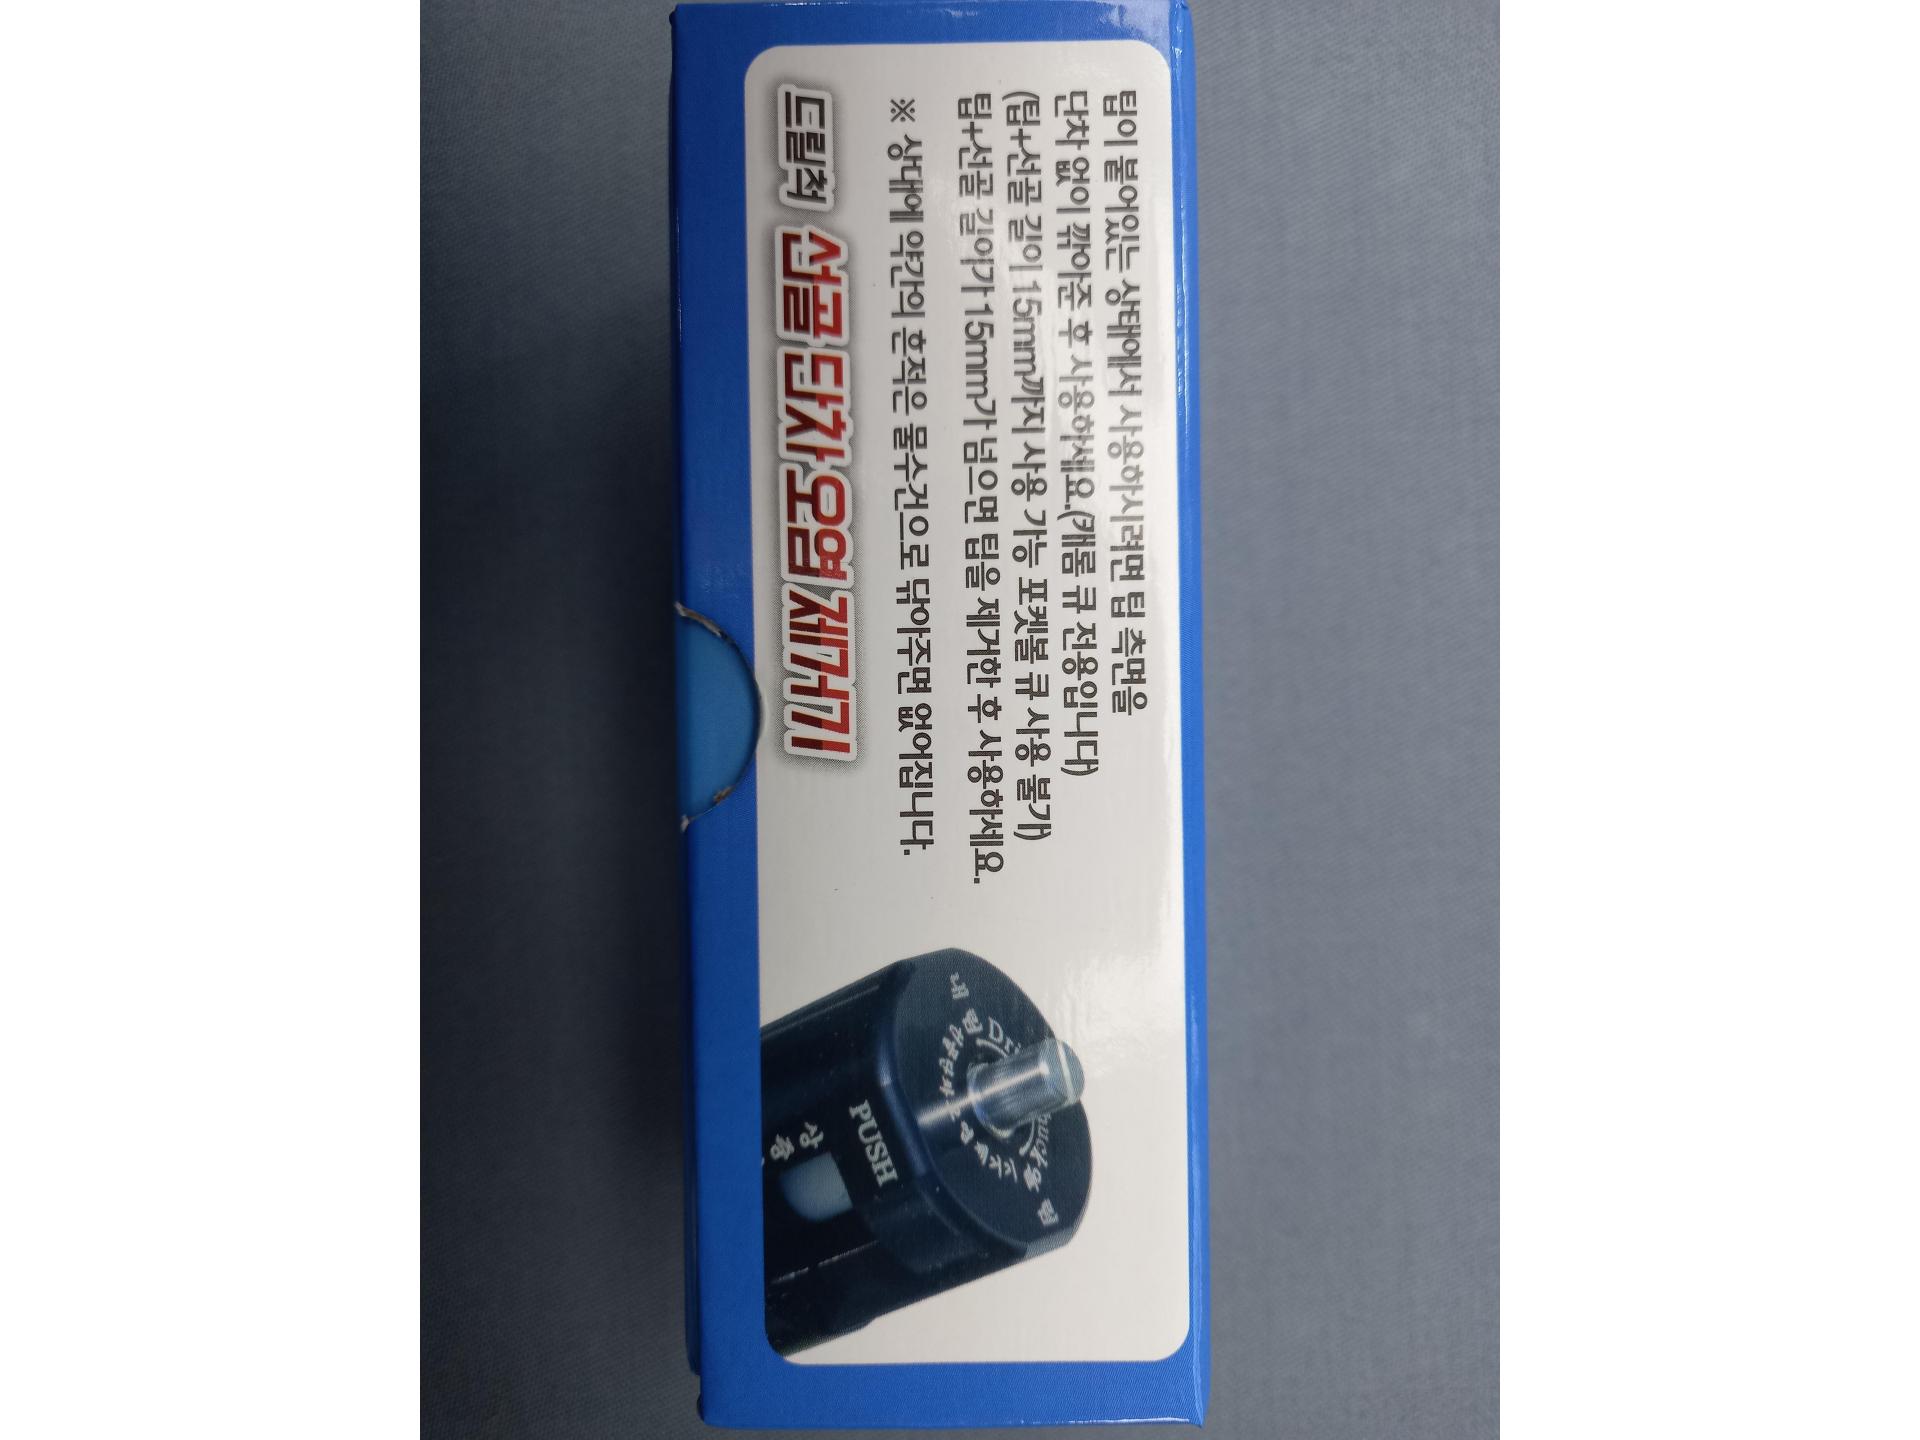 팁이 붙어있는 상태에서 사용하시려면 팁 측면을
단차 없이 깎아준 후 사용하세요.(캐롬 큐 전용입니다)
(팁+선골 길이 15mm까지 사용 가능 포켓볼 큐 사용 불가)
팁+선골 길이가15mm가 넘으면 팁을 제거한 후 사용하세요.
※ 상대에 약간의 흔적은 물수건으로 닦아주면 없어집니다.
드릴척 선골 단차오염 제거기
PUSH
상